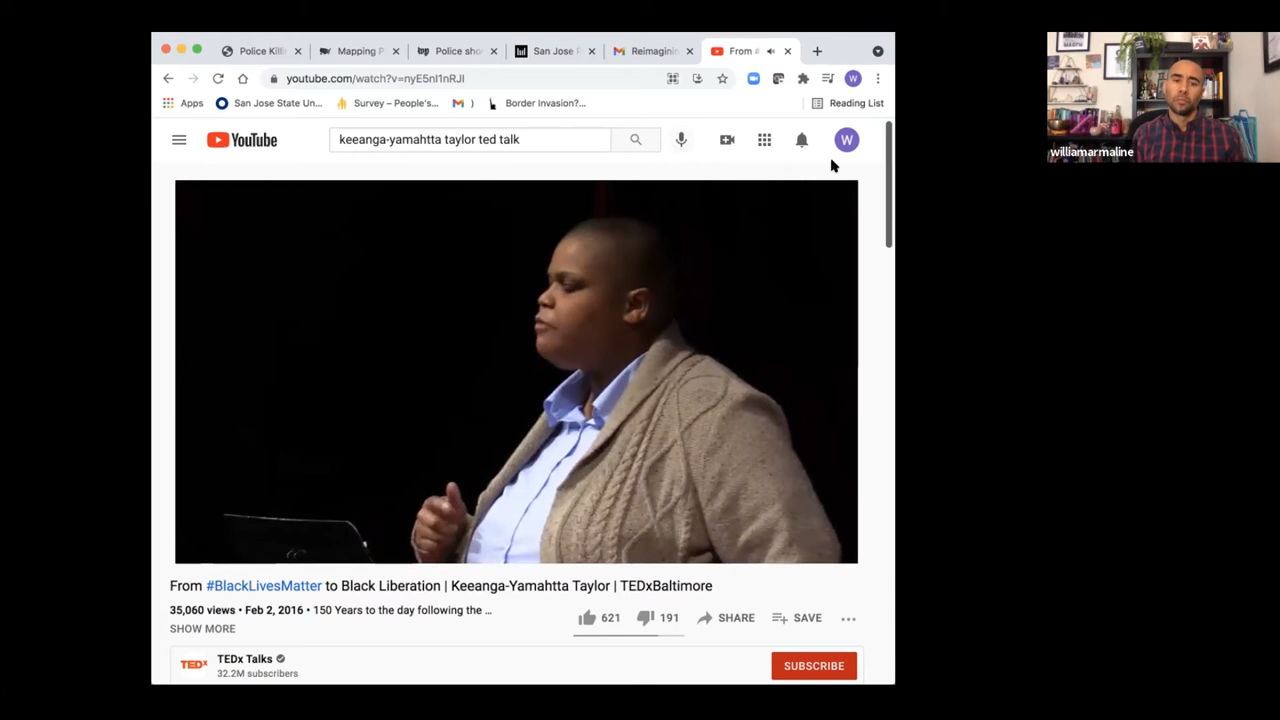 Police Killi
Mapping P
Police sho
San Jose F
Reimaginin
From #
youtube.com/watch?v=nyE5nI1nRJI
Apps
San Jose State Un...
Survey – People's...
)
Border Invasion?...
Reading List
YouTube
keeanga-yamahtta taylor ted talk
W
williamarmaline
From #BlackLivesMatter to Black Liberation | Keeanga-Yamahtta Taylor | TEDxBaltimore
35,060 views • Feb 2, 2016 • 150 Years to the day following the ...
621
191
SHARE
SAVE
SHOW MORE
TEDx
TEDx Talks
32.2M subscribers
SUBSCRIBE